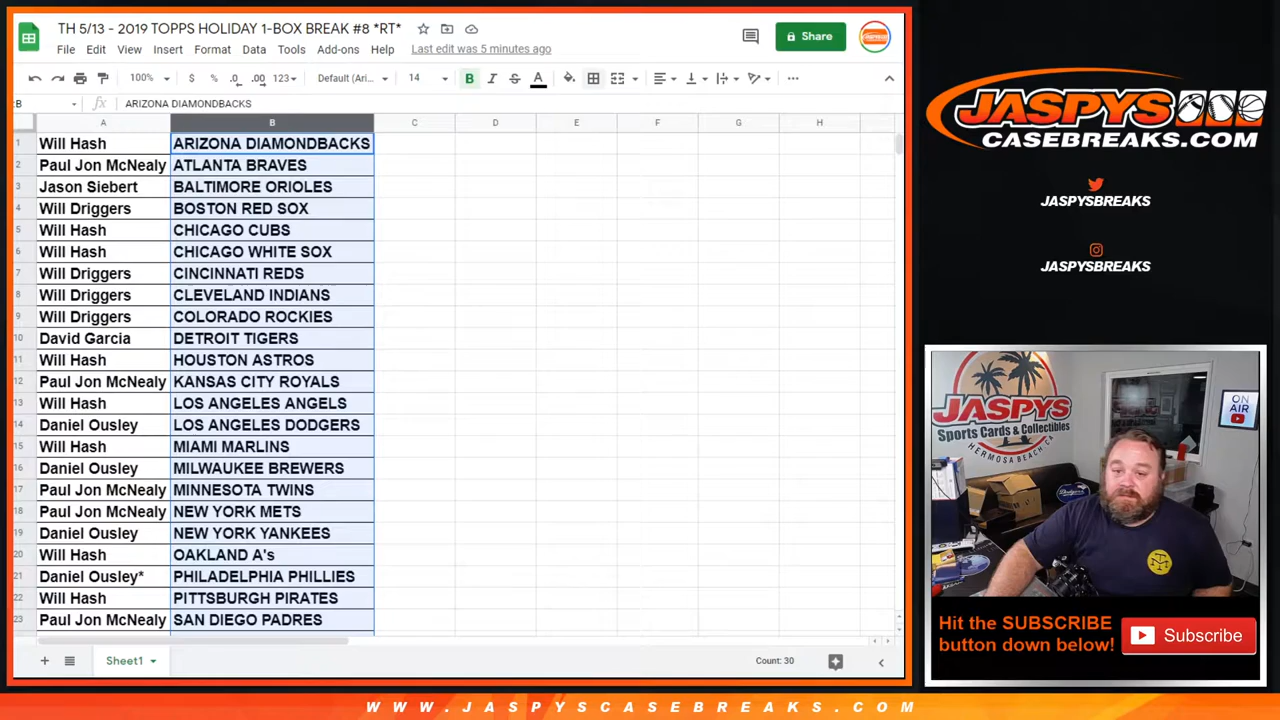 TH 5/13 - 2019 TOPPS HOLIDAY 1-BOX BREAK #8 *RT*
File Edit View Insert Format Data Tools Add-ons Help Last edit was 5 minutes ago
Share
100% $ % .0 .00 123 Default (Ari... 14 B I S A
:B fx ARIZONA DIAMONDBACKS
A B C D E F G H
1 Will Hash ARIZONA DIAMONDBACKS
2 Paul Jon McNealy ATLANTA BRAVES
3 Jason Siebert BALTIMORE ORIOLES
4 Will Driggers BOSTON RED SOX
5 Will Hash CHICAGO CUBS
6 Will Hash CHICAGO WHITE SOX
7 Will Driggers CINCINNATI REDS
8 Will Driggers CLEVELAND INDIANS
9 Will Driggers COLORADO ROCKIES
10 David Garcia DETROIT TIGERS
11 Will Hash HOUSTON ASTROS
12 Paul Jon McNealy KANSAS CITY ROYALS
13 Will Hash LOS ANGELES ANGELS
14 Daniel Ousley LOS ANGELES DODGERS
15 Will Hash MIAMI MARLINS
16 Daniel Ousley MILWAUKEE BREWERS
17 Paul Jon McNealy MINNESOTA TWINS
18 Paul Jon McNealy NEW YORK METS
19 Daniel Ousley NEW YORK YANKEES
20 Will Hash OAKLAND A's
21 Daniel Ousley* PHILADELPHIA PHILLIES
22 Will Hash PITTSBURGH PIRATES
23 Paul Jon McNealy SAN DIEGO PADRES
Sheet1
Count: 30
JASPYS
CASEBREAKS.COM
JASPYSBREAKS
JASPYSBREAKS
JASPYS
Sports Cards & Collectibles
HERMOSA BEACH CA
ON
AIR
Dodgers
Hit the SUBSCRIBE
button down below!
Subscribe
WWW.JASPYSCASEBREAKS.COM